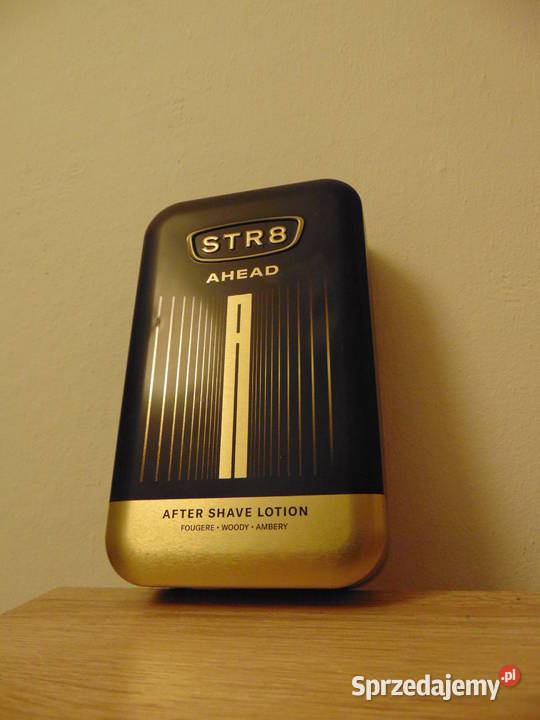 STR8
AHEAD
AFTER SHAVE LOTION
FOUGERE • WOODY • AMBERY
Sprzedajemy.pl